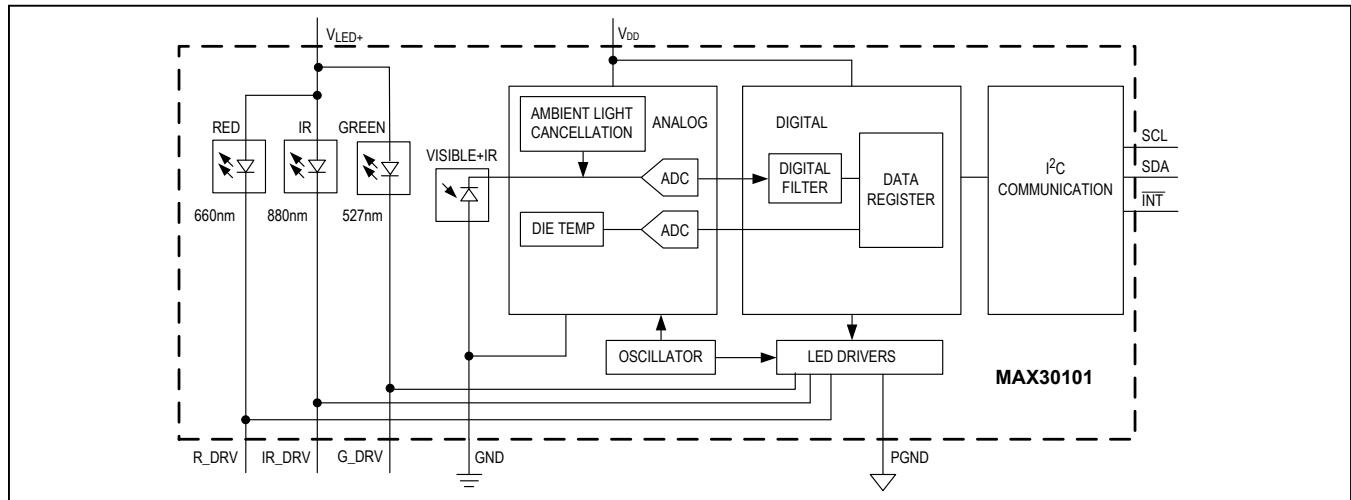 VLED+
VDD
AMBIENT LIGHT
CANCELLATION
ANALOG
DIGITAL
RED
IR
GREEN
VISIBLE+IR
ADC
DIGITAL
FILTER
DATA
REGISTER
I²C
COMMUNICATION
SCL
SDA
INT
660nm
880nm
527nm
DIE TEMP
ADC
OSCILLATOR
LED DRIVERS
MAX30101
R_DRV
IR_DRV
G_DRV
GND
PGND